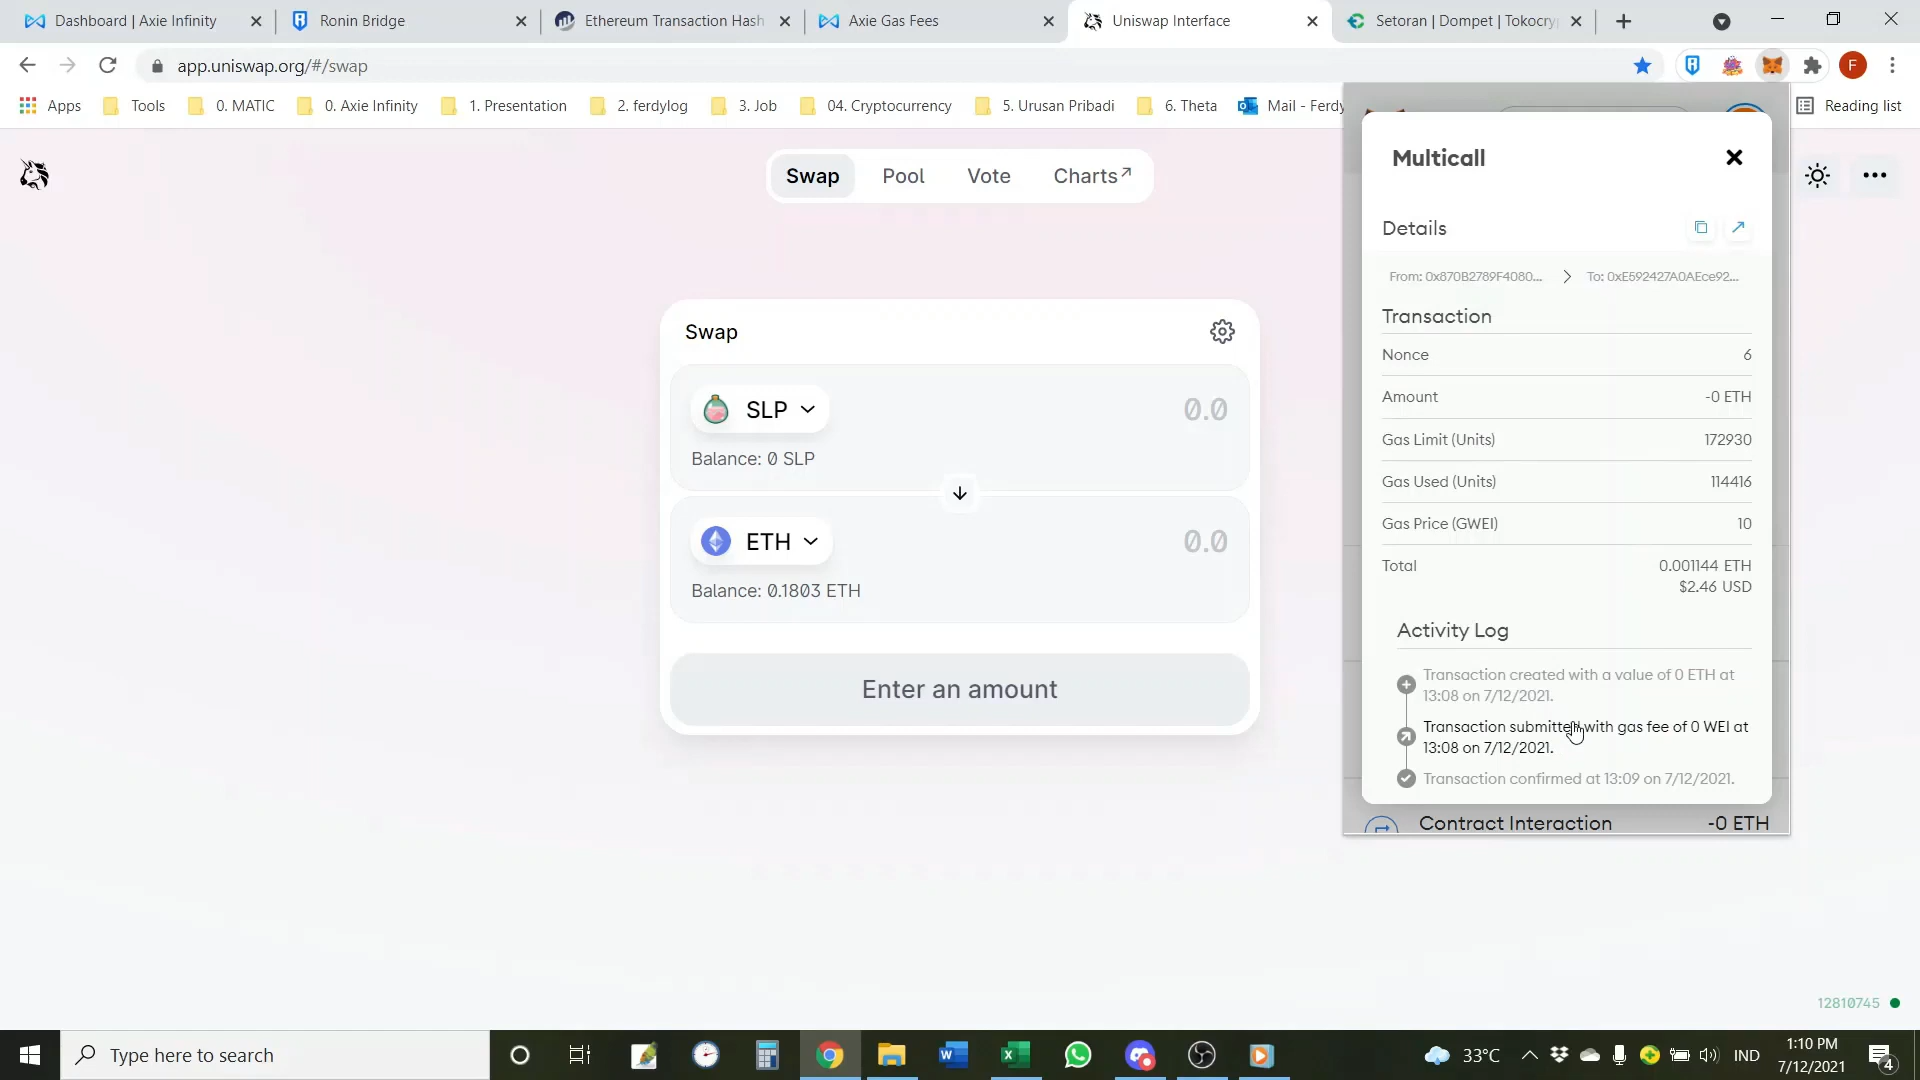 Dashboard | Axie Infinity
Ronin Bridge
Ethereum Transaction Hash
Axie Gas Fees
Uniswap Interface
Setoran | Dompet | Tokocry
app.uniswap.org/#/swap
F
Apps
Tools
0. MATIC
0. Axie Infinity
1. Presentation
2. ferdylog
3. Job
04. Cryptocurrency
5. Urusan Pribadi
6. Theta
Mail - Ferdy
Reading list
Swap
Pool
Vote
Charts↗
Swap
SLP
0.0
Balance: 0 SLP
ETH
0.0
Balance: 0.1803 ETH
Enter an amount
Multicall
Details
From: 0x870B2789F4080...
To: 0xE592427A0AEce92...
Transaction
Nonce 6
Amount -0 ETH
Gas Limit (Units) 172930
Gas Used (Units) 114416
Gas Price (GWEI) 10
Total 0.001144 ETH
$2.46 USD
Activity Log
Transaction created with a value of 0 ETH at
13:08 on 7/12/2021.
Transaction submitted with gas fee of 0 WEI at
13:08 on 7/12/2021.
Transaction confirmed at 13:09 on 7/12/2021.
Contract Interaction -0 ETH
12810745
Type here to search
33°C
IND
1:10 PM
7/12/2021
4